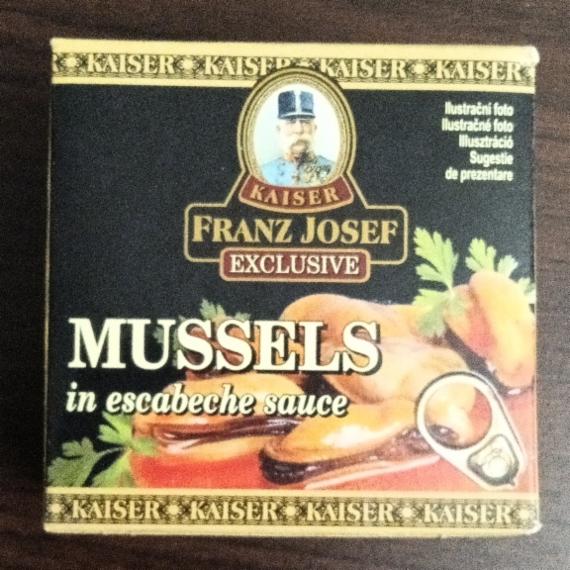 KAISER KAISER KAISER KAISER
Ilustrační foto
Ilustračné foto
Illusztráció
Sugestie
de prezentare
KAISER
FRANZ JOSEF
EXCLUSIVE
MUSSELS
in escabeche sauce
KAISER KAISER KAISER KAISER